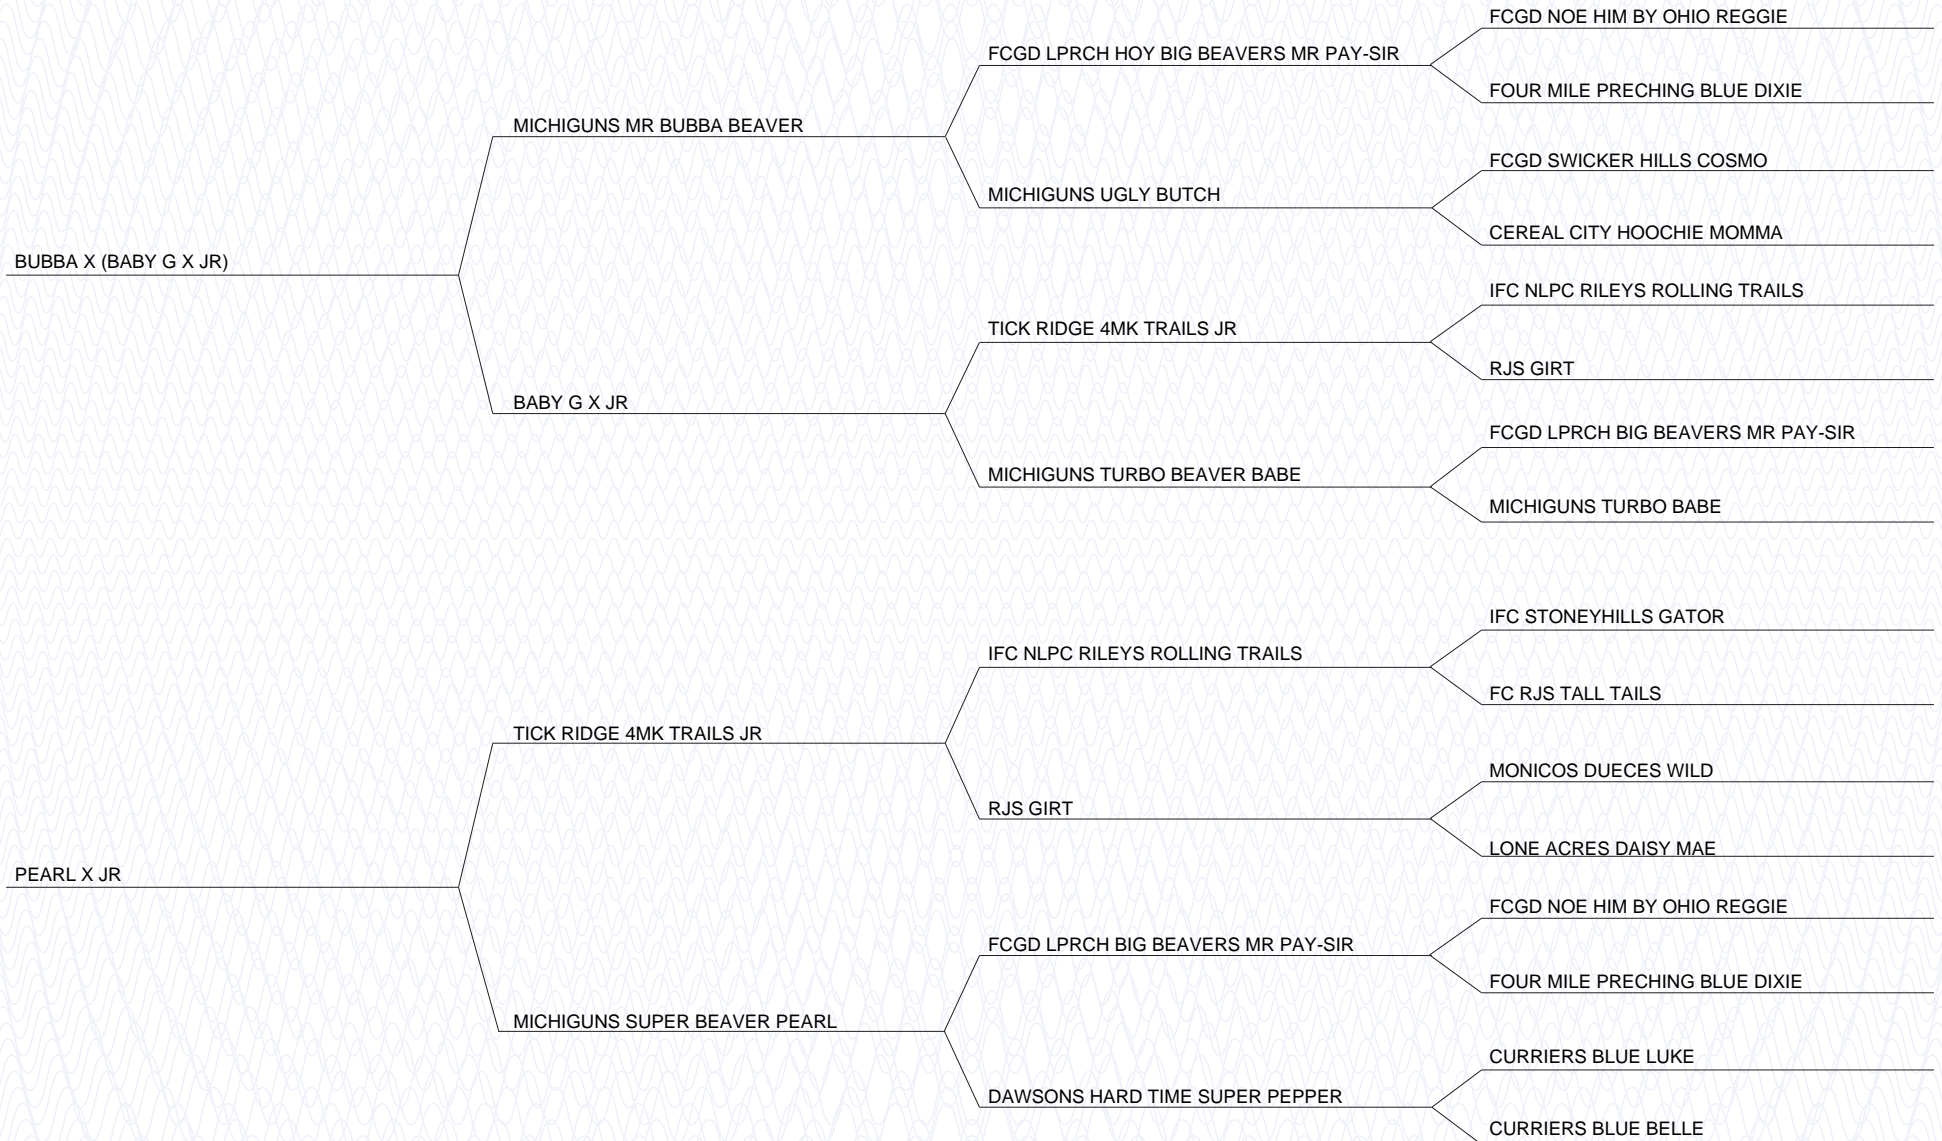 FCGD NOE HIM BY OHIO REGGIE
FCGD LPRCH HOY BIG BEAVERS MR PAY-SIR
FOUR MILE PRECHING BLUE DIXIE
MICHIGUNS MR BUBBA BEAVER
FCGD SWICKER HILLS COSMO
MICHIGUNS UGLY BUTCH
CEREAL CITY HOOCHIE MOMMA
BUBBA X (BABY G X JR)
IFC NLPC RILEYS ROLLING TRAILS
TICK RIDGE 4MK TRAILS JR
RJS GIRT
BABY G X JR
FCGD LPRCH BIG BEAVERS MR PAY-SIR
MICHIGUNS TURBO BEAVER BABE
MICHIGUNS TURBO BABE
IFC STONEYHILLS GATOR
IFC NLPC RILEYS ROLLING TRAILS
FC RJS TALL TAILS
TICK RIDGE 4MK TRAILS JR
MONICOS DUECES WILD
RJS GIRT
LONE ACRES DAISY MAE
PEARL X JR
FCGD NOE HIM BY OHIO REGGIE
FCGD LPRCH BIG BEAVERS MR PAY-SIR
FOUR MILE PRECHING BLUE DIXIE
MICHIGUNS SUPER BEAVER PEARL
CURRIERS BLUE LUKE
DAWSONS HARD TIME SUPER PEPPER
CURRIERS BLUE BELLE